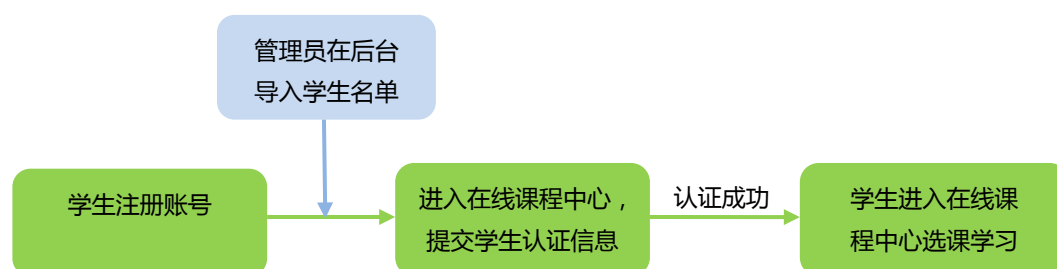 管理员在后台
导入学生名单
学生注册账号
进入在线课程中心，
提交学生认证信息
认证成功
学生进入在线课
程中心选课学习